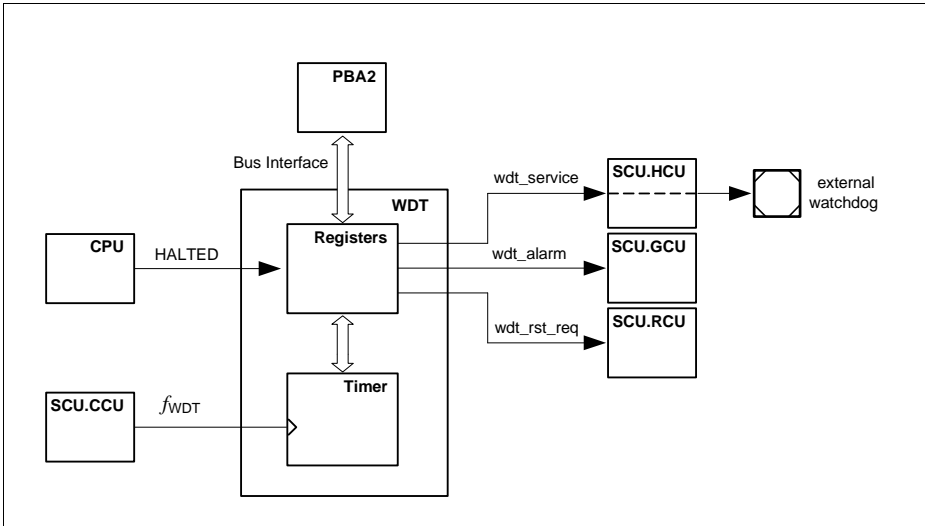 PBA2
Bus Interface
WDT
wdt_service
SCU.HCU
external
watchdog
CPU
HALTED
Registers
wdt_alarm
SCU.GCU
wdt_rst_req
SCU.RCU
SCU.CCU
fWDT
Timer